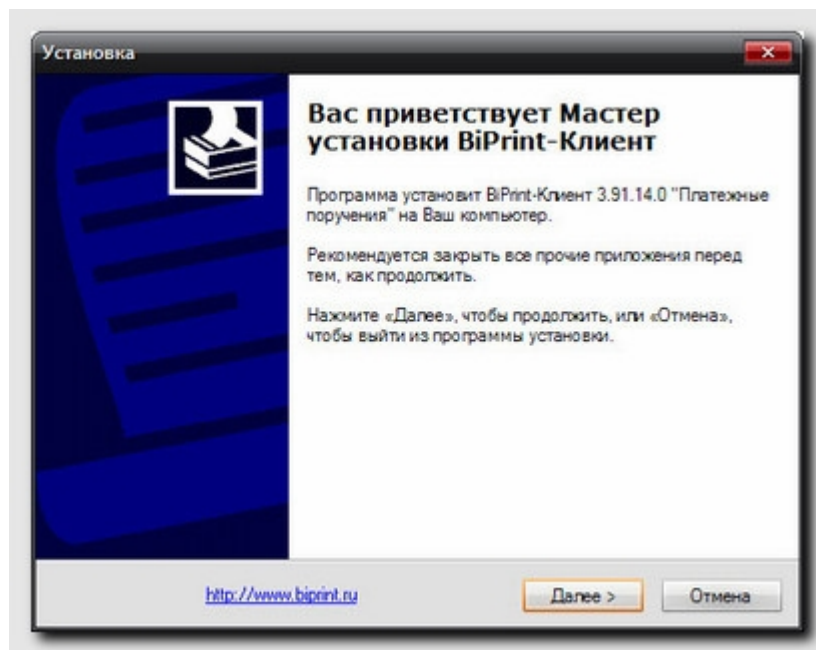 Установка
Вас приветствует Мастер
установки BiPrint-Клиент
Программа установит BiPrint-Клиент 3.91.14.0 "Платежные
поручения" на Ваш компьютер.
Рекомендуется закрыть все прочие приложения перед
тем, как продолжить.
Нажмите «Далее», чтобы продолжить, или «Отмена»,
чтобы выйти из программы установки.
http://www.biprint.ru
Далее >
Отмена